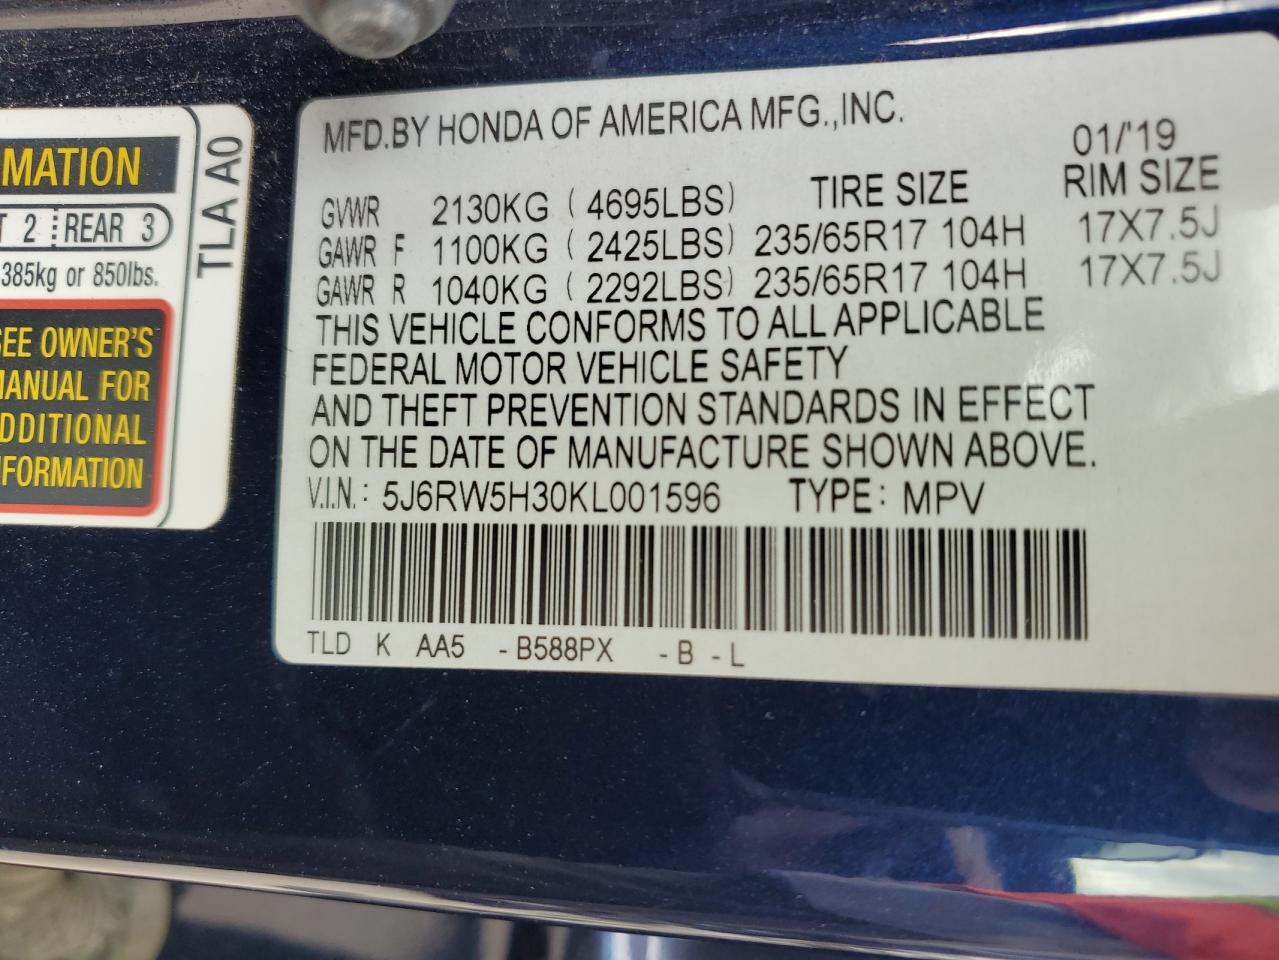 MATION
T 2 REAR 3
385kg or 850lbs.
SEE OWNER'S
MANUAL FOR
ADDITIONAL
INFORMATION
TLA A0
MFD.BY HONDA OF AMERICA MFG.,INC.
01/'19
GVWR 2130KG (4695LBS) TIRE SIZE RIM SIZE
GAWR F 1100KG (2425LBS) 235/65R17 104H 17X7.5J
GAWR R 1040KG (2292LBS) 235/65R17 104H 17X7.5J
THIS VEHICLE CONFORMS TO ALL APPLICABLE
FEDERAL MOTOR VEHICLE SAFETY
AND THEFT PREVENTION STANDARDS IN EFFECT
ON THE DATE OF MANUFACTURE SHOWN ABOVE.
V.I.N.: 5J6RW5H30KL001596 TYPE: MPV
TLD K AA5 -B588PX -B -L